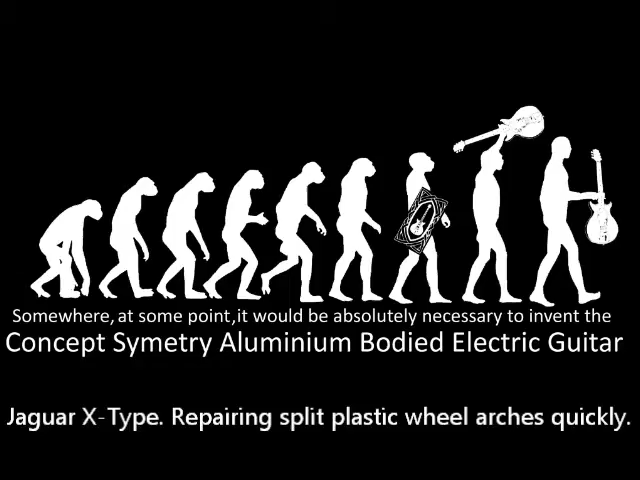 Somewhere, at some point,it would be absolutely necessary to invent the
Concept Symetry Aluminium Bodied Electric Guitar
Jaguar X-Type. Repairing split plastic wheel arches quickly.